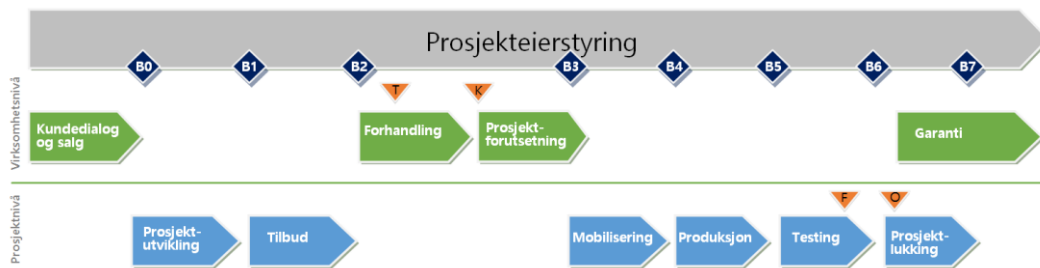 Prosjekteierstyring
B0
B1
B2
B3
B4
B5
B6
B7
T
K
Virksomhetsnivå
Kundedialog
og salg
Forhandling
Prosjekt-
forutsetning
Garanti
F
O
Prosjektnivå
Prosjekt-
utvikling
Tilbud
Mobilisering
Produksjon
Testing
Prosjekt-
lukking